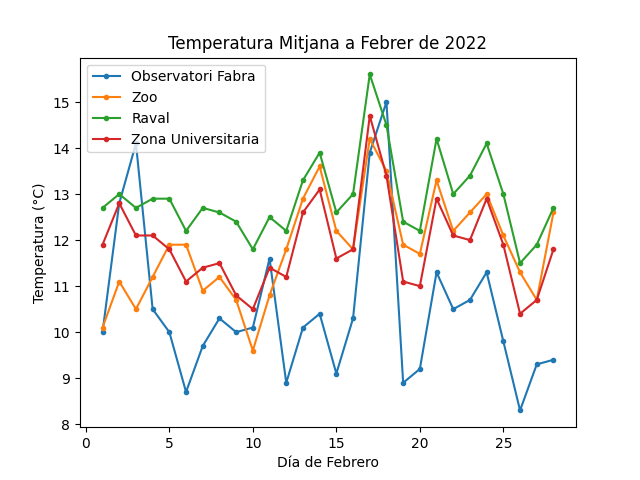 Temperatura Mitjana a Febrer de 2022
Observatori Fabra
Zoo
Raval
Zona Universitaria
Temperatura (°C)
15
14
13
12
11
10
9
8
0 5 10 15 20 25
Día de Febrero